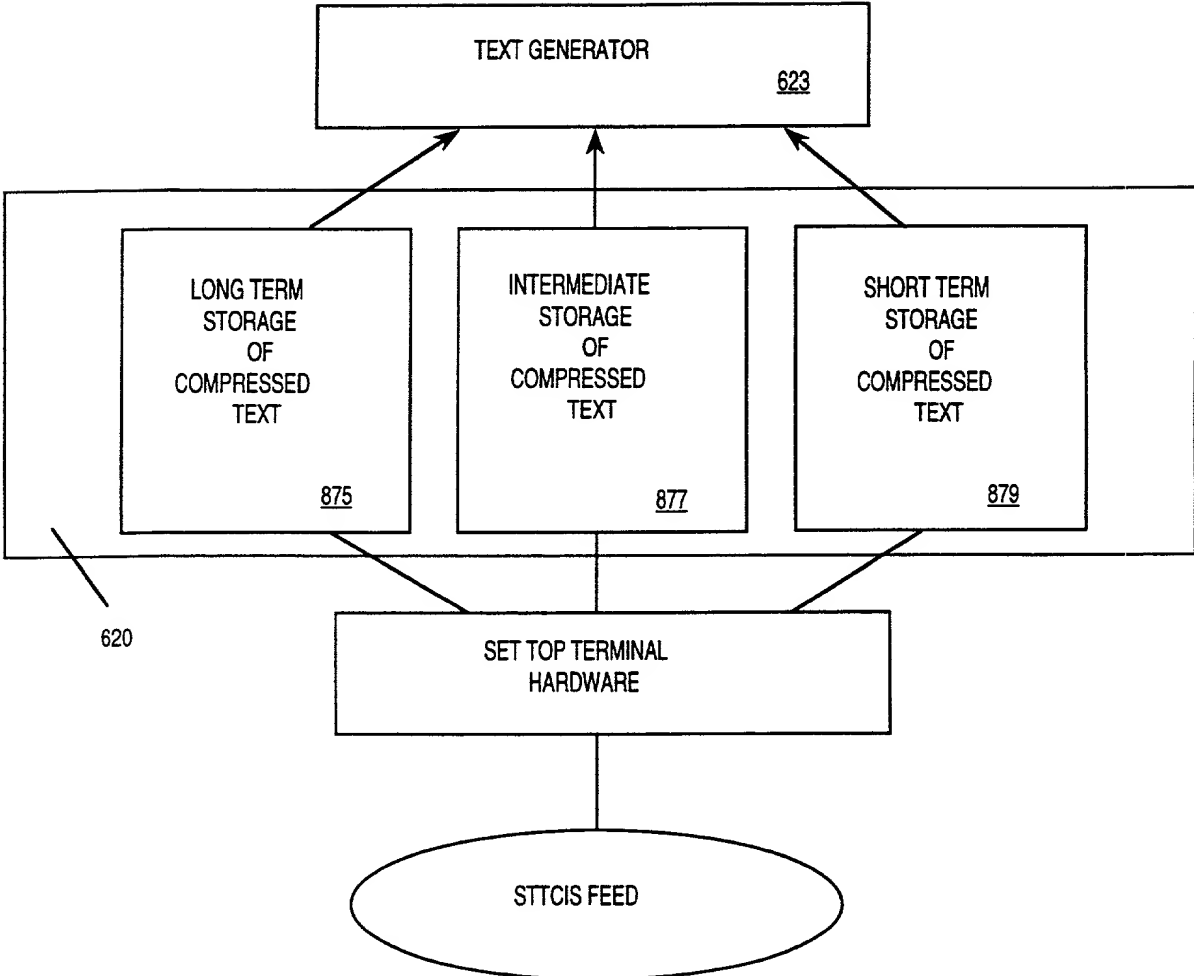 TEXT GENERATOR
623
LONG TERM
STORAGE
OF
COMPRESSED
TEXT
875
INTERMEDIATE
STORAGE
OF
COMPRESSED
TEXT
877
SHORT TERM
STORAGE
OF
COMPRESSED
TEXT
879
620
SET TOP TERMINAL
HARDWARE
STTCIS FEED